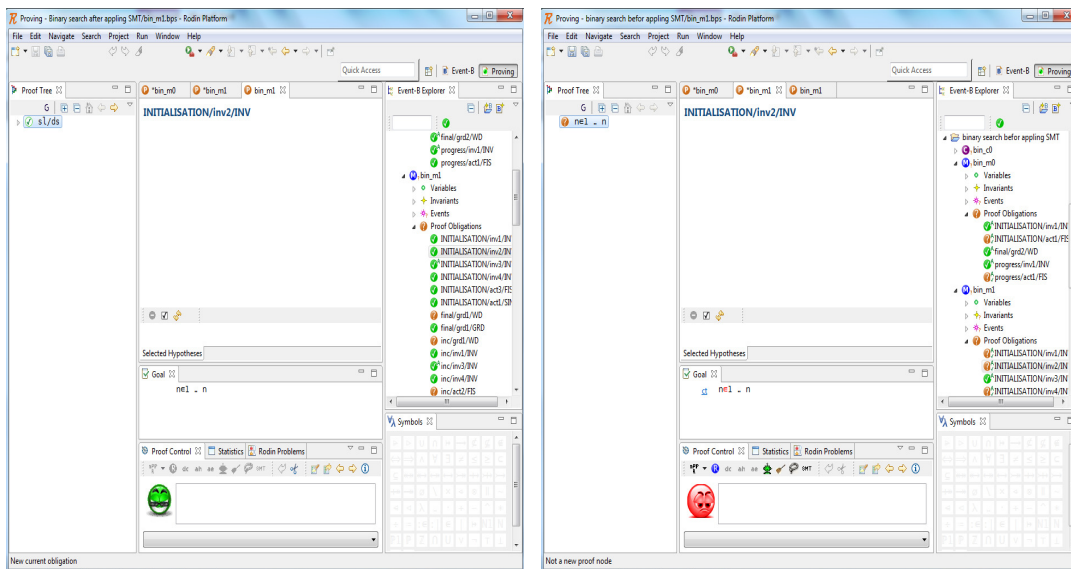 Proving - Binary search after appling SMT/bin_m1.bps - Rodin Platform
File Edit Navigate Search Project Run Window Help
Quick Access
Event-B
Proving
Proof Tree
G
sl/ds
*bin_m0
*bin_m1
bin_m1
INITIALISATION/inv2/INV
Selected Hypotheses
Goal
n∈1 ‥ n
Proof Control
Statistics
Rodin Problems
R dc ah ae SMT
New current obligation
Event-B Explorer
final/grd2/WD
progress/inv1/INV
progress/act1/FIS
bin_m1
Variables
Invariants
Events
Proof Obligations
INITIALISATION/inv1/IN
INITIALISATION/inv2/IN
INITIALISATION/inv3/IN
INITIALISATION/inv4/IN
INITIALISATION/act3/FIS
INITIALISATION/act1/SIM
final/grd1/WD
final/grd1/GRD
inc/grd1/WD
inc/inv1/INV
inc/inv3/INV
inc/inv4/INV
inc/act2/FIS
Symbols
Proving - Binary search befor appling SMT/bin_m1.bps - Rodin Platform
File Edit Navigate Search Project Run Window Help
Quick Access
Event-B
Proving
Proof Tree
G
n∈1 ‥ n
*bin_m0
*bin_m1
bin_m1
INITIALISATION/inv2/INV
Selected Hypotheses
Goal
ct n∈1 ‥ n
Proof Control
Statistics
Rodin Problems
R dc ah ae SMT
Not a new proof node
Event-B Explorer
binary search befor appling SMT
bin_c0
bin_m0
Variables
Invariants
Events
Proof Obligations
INITIALISATION/inv1/IN
INITIALISATION/act1/FIS
final/grd2/WD
progress/inv1/INV
progress/act1/FIS
bin_m1
Variables
Invariants
Events
Proof Obligations
INITIALISATION/inv1/IN
INITIALISATION/inv2/IN
INITIALISATION/inv3/IN
INITIALISATION/inv4/IN
Symbols